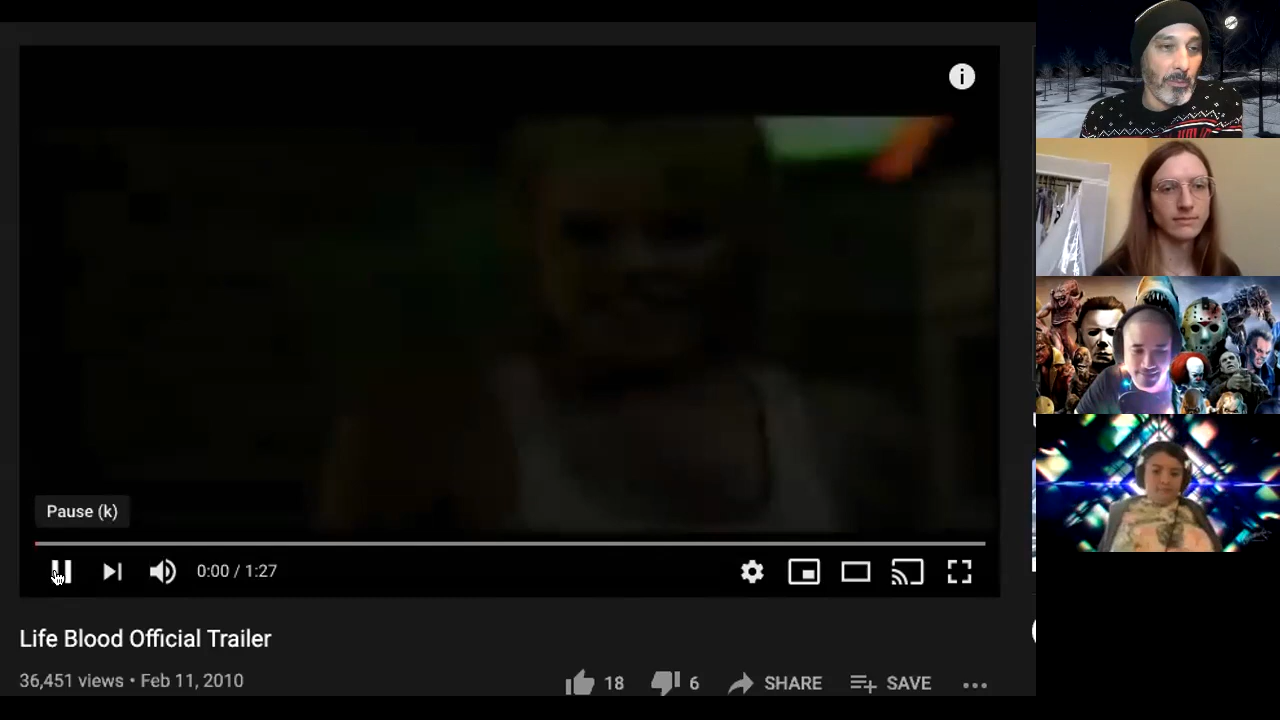 i
Pause (k)
0:00 / 1:27
Life Blood Official Trailer
36,451 views • Feb 11, 2010
18
6
SHARE
SAVE